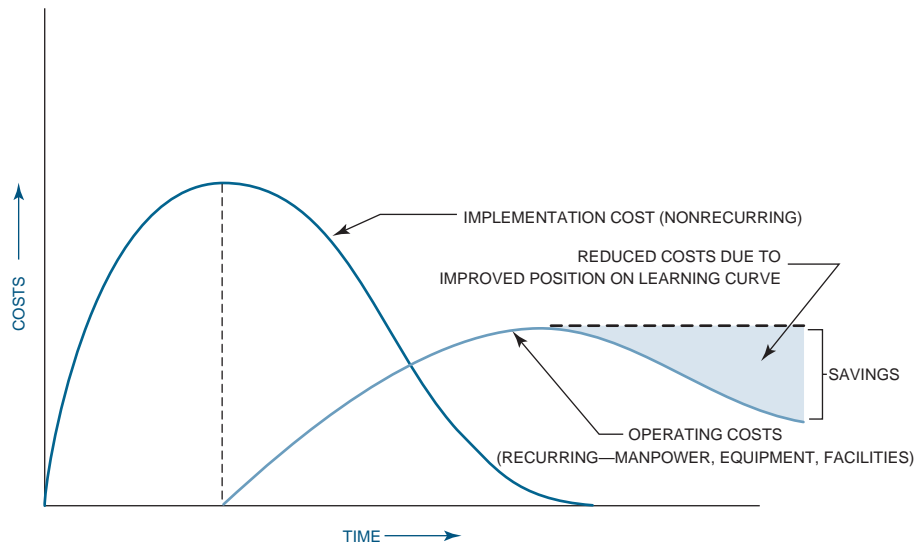 IMPLEMENTATION COST (NONRECURRING)
REDUCED COSTS DUE TO
IMPROVED POSITION ON LEARNING CURVE
COSTS
SAVINGS
OPERATING COSTS
(RECURRING—MANPOWER, EQUIPMENT, FACILITIES)
TIME